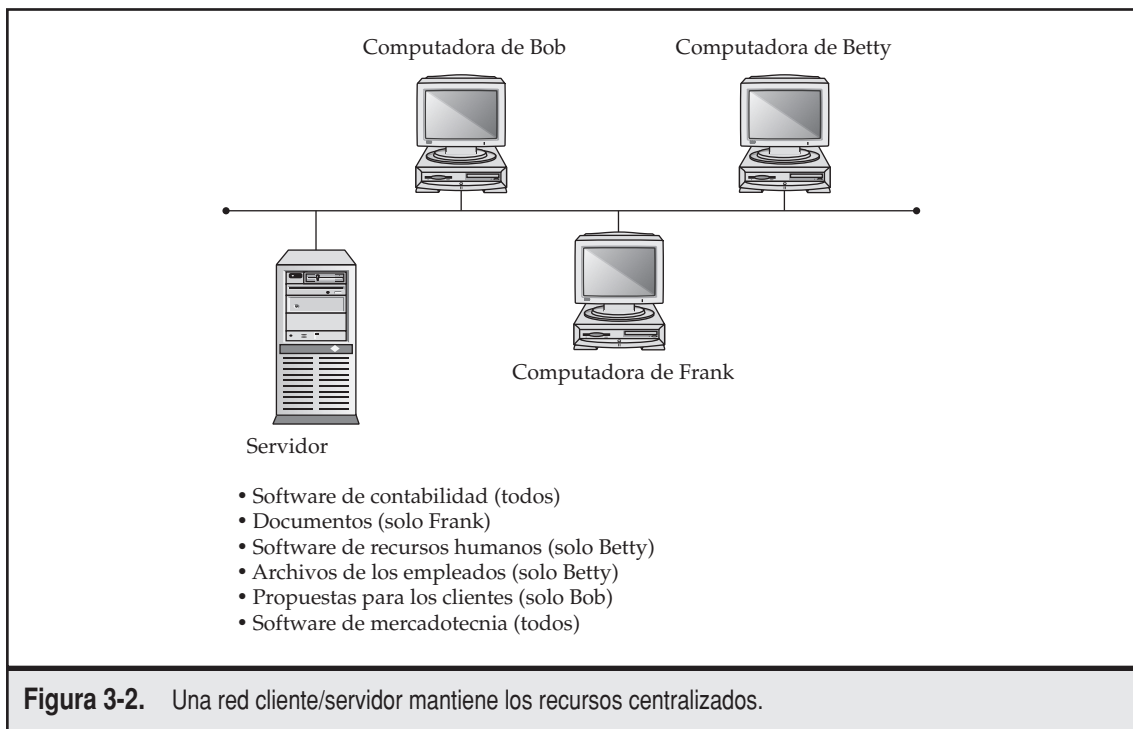 Computadora de Bob
Computadora de Betty
Computadora de Frank
Servidor
• Software de contabilidad (todos)
• Documentos (solo Frank)
• Software de recursos humanos (solo Betty)
• Archivos de los empleados (solo Betty)
• Propuestas para los clientes (solo Bob)
• Software de mercadotecnia (todos)
Figura 3-2. Una red cliente/servidor mantiene los recursos centralizados.